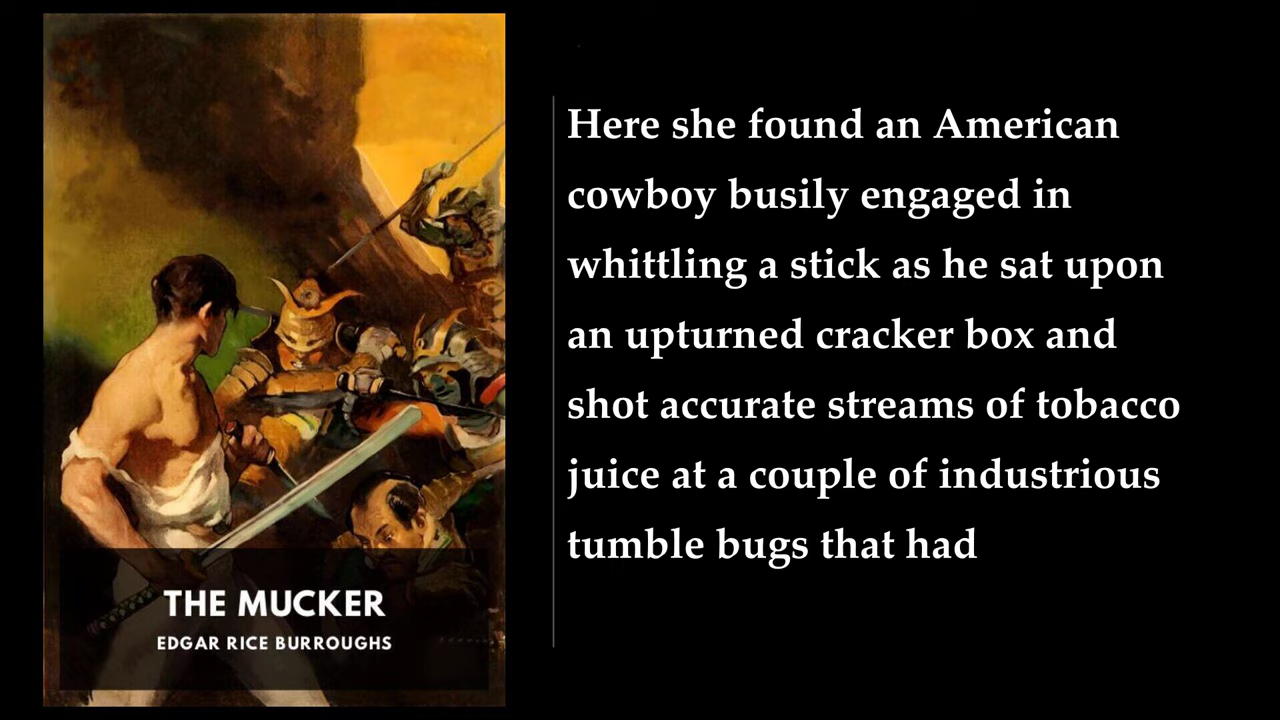 THE MUCKER
EDGAR RICE BURROUGHS
Here she found an American
cowboy busily engaged in
whittling a stick as he sat upon
an upturned cracker box and
shot accurate streams of tobacco
juice at a couple of industrious
tumble bugs that had